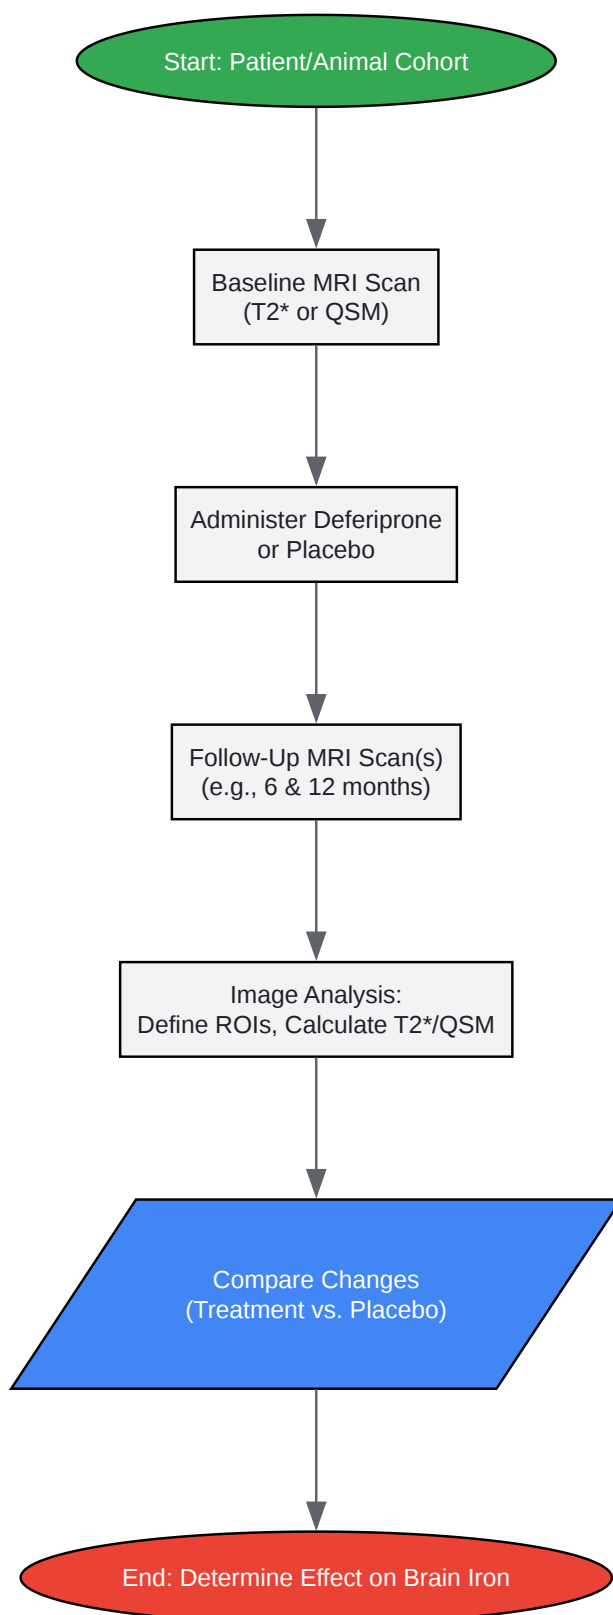 Start: Patient/Animal Cohort
Baseline MRI Scan
(T2* or QSM)
Administer Deferiprone
or Placebo
Follow-Up MRI Scan(s)
(e.g., 6 & 12 months)
Image Analysis:
Define ROIs, Calculate T2*/QSM
Compare Changes
(Treatment vs. Placebo)
End: Determine Effect on Brain Iron